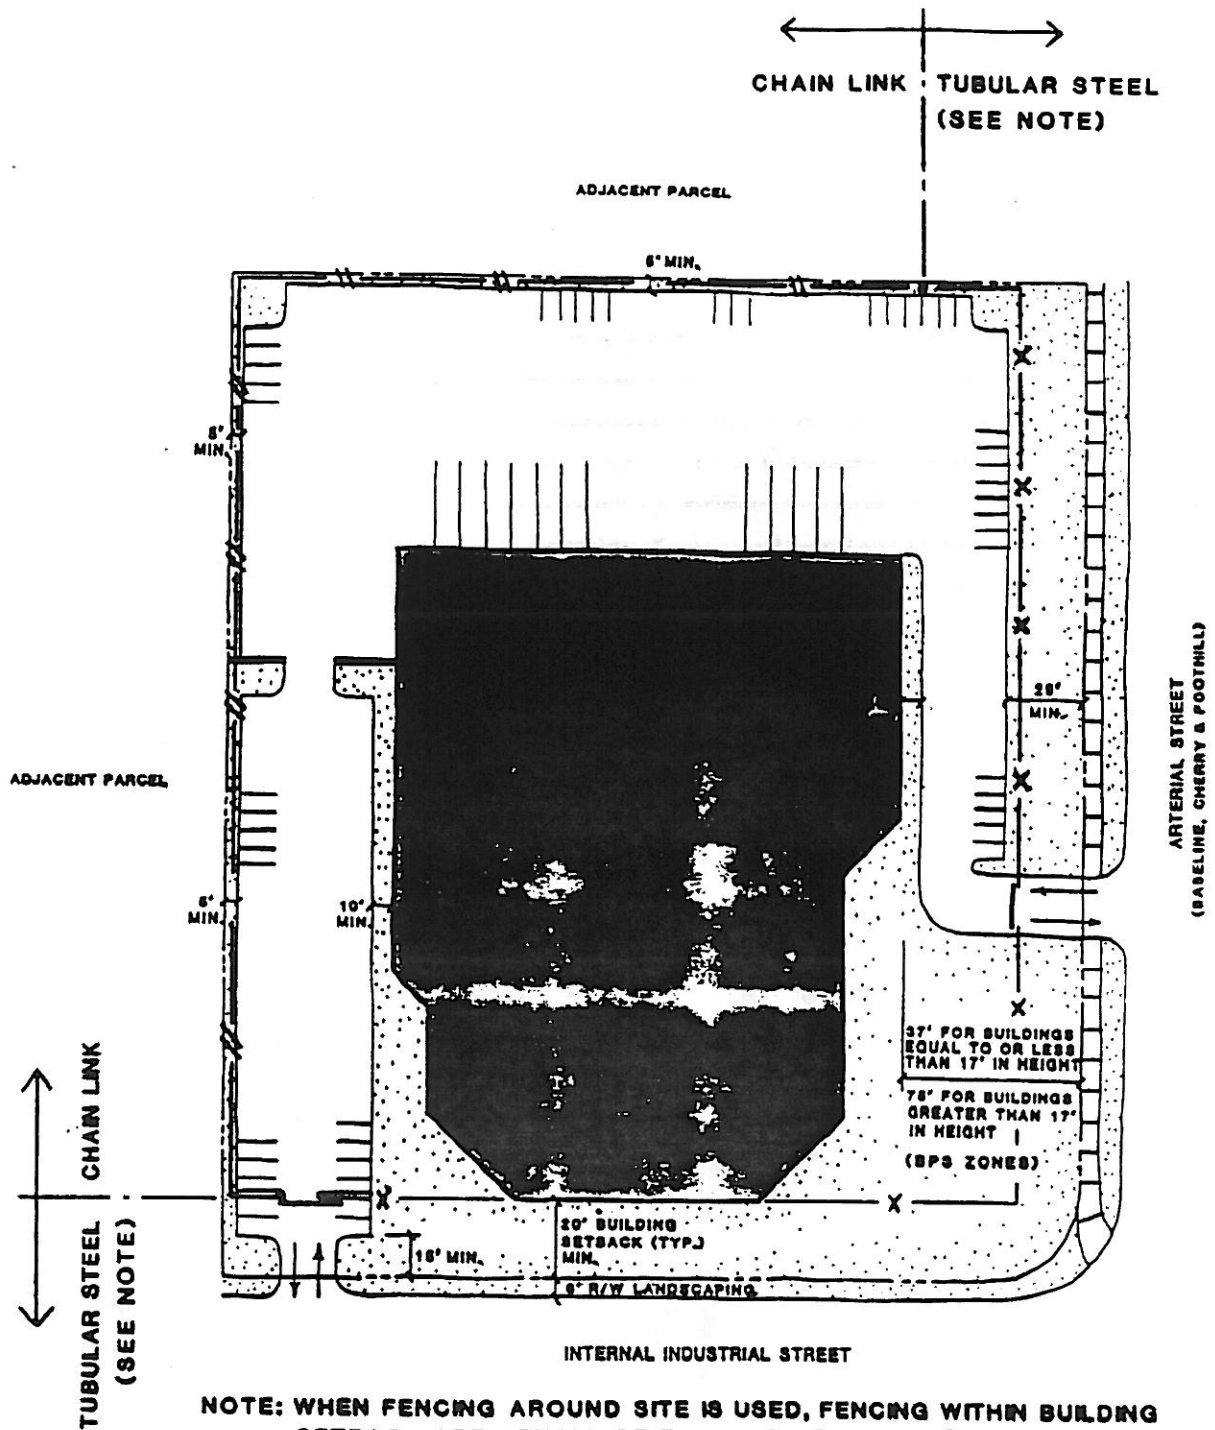 CHAIN LINK
TUBULAR STEEL
(SEE NOTE)
ADJACENT PARCEL
5' MIN.
5'
MIN.
25'
MIN.
ARTERIAL STREET
(BASELINE, CHERRY & FOOTHILL)
ADJACENT PARCEL
5'
MIN.
10'
MIN.
37' FOR BUILDINGS
EQUAL TO OR LESS
THAN 17' IN HEIGHT
75' FOR BUILDINGS
GREATER THAN 17'
IN HEIGHT
(SPS ZONES)
CHAIN LINK
TUBULAR STEEL
(SEE NOTE)
20' BUILDING
SETBACK (TYP.)
MIN.
15' MIN.
R/W LANDSCAPING
INTERNAL INDUSTRIAL STREET
NOTE: WHEN FENCING AROUND SITE IS USED, FENCING WITHIN BUILDING